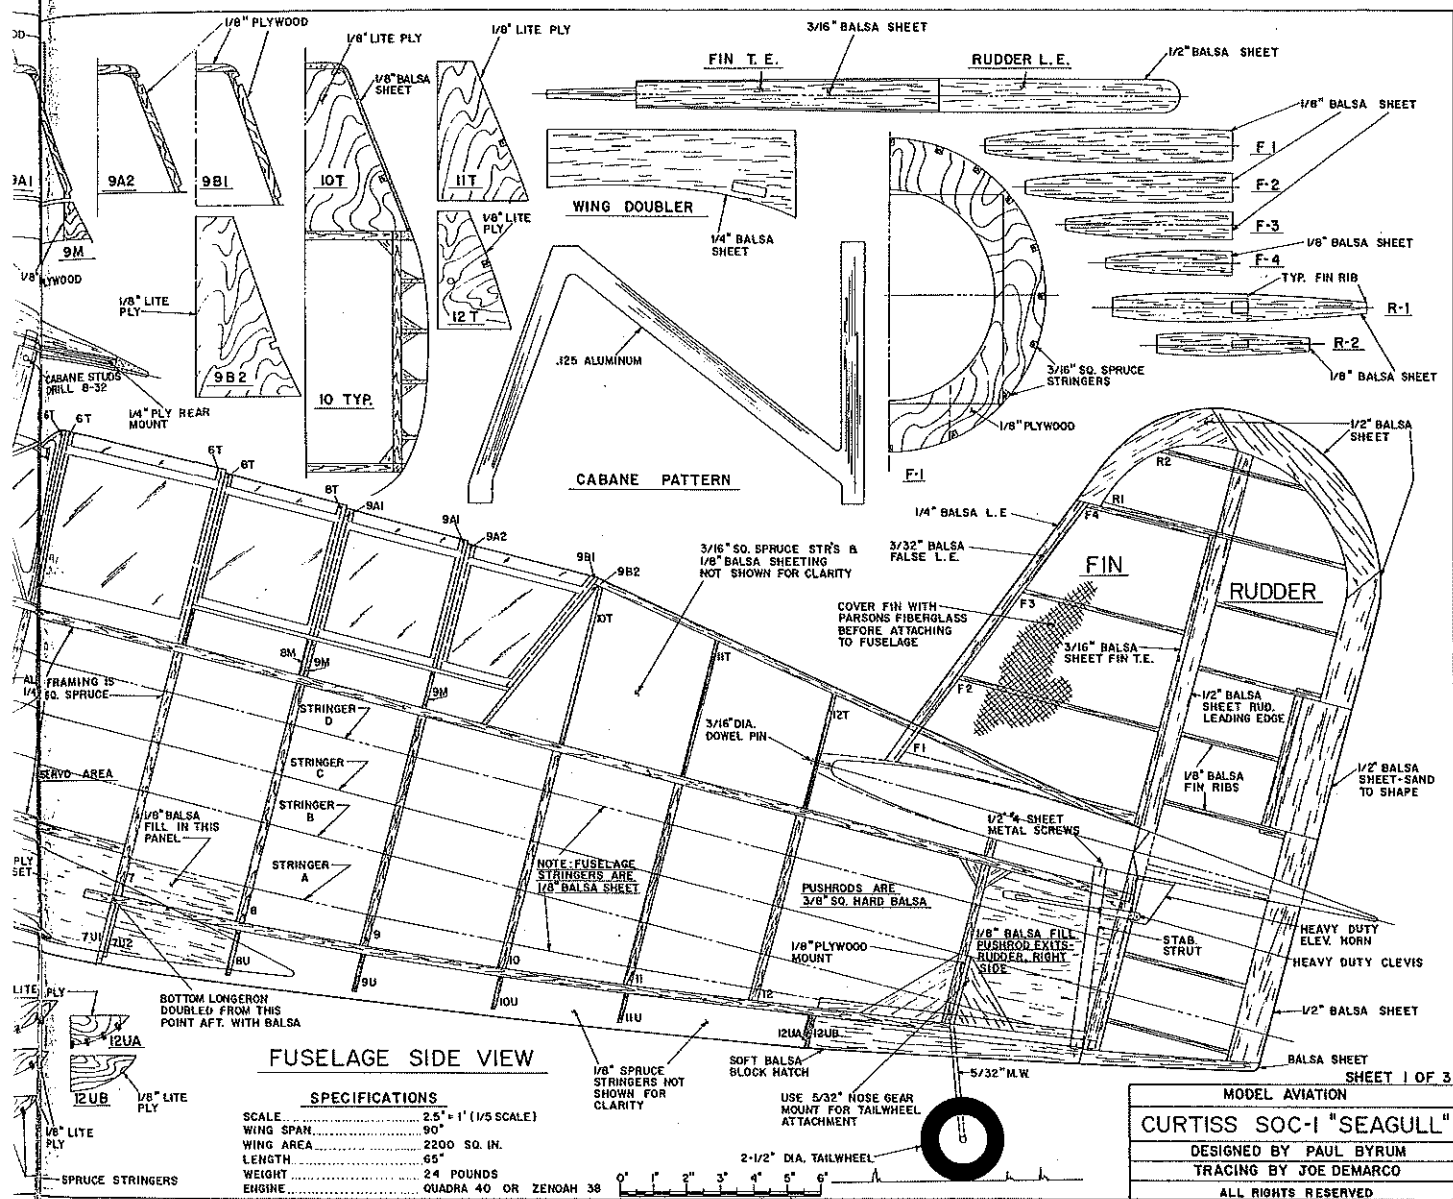 1/8" PLYWOOD
1/8" LITE PLY
1/8" LITE PLY
3/16" BALSA SHEET
1/8" BALSA
SHEET
FIN T. E.
RUDDER L. E.
1/2" BALSA SHEET
1/8" BALSA SHEET
9A1
9A2
9B1
10T
11T
F 1
F-2
F-3
F-4
WING DOUBLER
1/4" BALSA
SHEET
1/8" LITE
PLY
9M
1/8" PLYWOOD
1/8" LITE
PLY
12 T
1/8" BALSA SHEET
TYP. FIN RIB
R-1
R-2
1/8" BALSA SHEET
.125 ALUMINUM
3/16" SQ. SPRUCE
STRINGERS
1/8" PLYWOOD
F-1
9B2
10 TYP.
CABANE STUDS
DRILL 8-32
1/4" PLY REAR
MOUNT
CABANE PATTERN
6T
6T
6T
6T
8T
9A1
9A1
9A2
9B1
9B2
10T
11T
12T
3/16" SQ. SPRUCE STR'S &
1/8" BALSA SHEETING
NOT SHOWN FOR CLARITY
1/4" BALSA L.E
3/32" BALSA
FALSE L.E.
R2
R1
F4
F3
F2
F1
FIN
RUDDER
1/2" BALSA
SHEET
COVER FIN WITH
PARSONS FIBERGLASS
BEFORE ATTACHING
TO FUSELAGE
3/16" BALSA
SHEET FIN T.E.
1/2" BALSA
SHEET RUD.
LEADING EDGE
1/8" BALSA
FIN RIBS
1/2" BALSA
SHEET-SAND
TO SHAPE
3/16" DIA.
DOWEL PIN
FRAMING IS
SQ. SPRUCE
8M
9M
9M
STRINGER
D
STRINGER
C
STRINGER
B
STRINGER
A
SERVO AREA
1/8" BALSA
FILL IN THIS
PANEL
NOTE: FUSELAGE
STRINGERS ARE
1/8" BALSA SHEET
PUSHRODS ARE
3/8" SQ. HARD BALSA
1/2" #4 SHEET
METAL SCREWS
1/8" PLYWOOD
MOUNT
1/8" BALSA FILL
PUSHROD EXITS-
RUDDER, RIGHT
SIDE
STAB.
STRUT
HEAVY DUTY
ELEV. HORN
HEAVY DUTY CLEVIS
1/2" BALSA SHEET
BALSA SHEET
7
8
9
10
11
12
7U1
7U2
8U
9U
10U
11U
12UA
12UB
BOTTOM LONGERON
DOUBLED FROM THIS
POINT AFT. WITH BALSA
LITE PLY
12UA
12UB
1/8" LITE
PLY
1/8" LITE
PLY
SPRUCE STRINGERS
FUSELAGE SIDE VIEW
1/8" SPRUCE
STRINGERS NOT
SHOWN FOR
CLARITY
SOFT BALSA
BLOCK HATCH
USE 5/32" NOSE GEAR
MOUNT FOR TAILWHEEL
ATTACHMENT
5/32" M.W.
2-1/2" DIA. TAILWHEEL
SPECIFICATIONS
SCALE 2.5" = 1' (1/5 SCALE)
WING SPAN 90"
WING AREA 2200 SQ. IN.
LENGTH 65"
WEIGHT 24 POUNDS
ENGINE QUADRA 40 OR ZENOAH 38
0" 1" 2" 3" 4" 5" 6"
SHEET 1 OF 3
MODEL AVIATION
CURTISS SOC-1 "SEAGULL"
DESIGNED BY PAUL BYRUM
TRACING BY JOE DEMARCO
ALL RIGHTS RESERVED